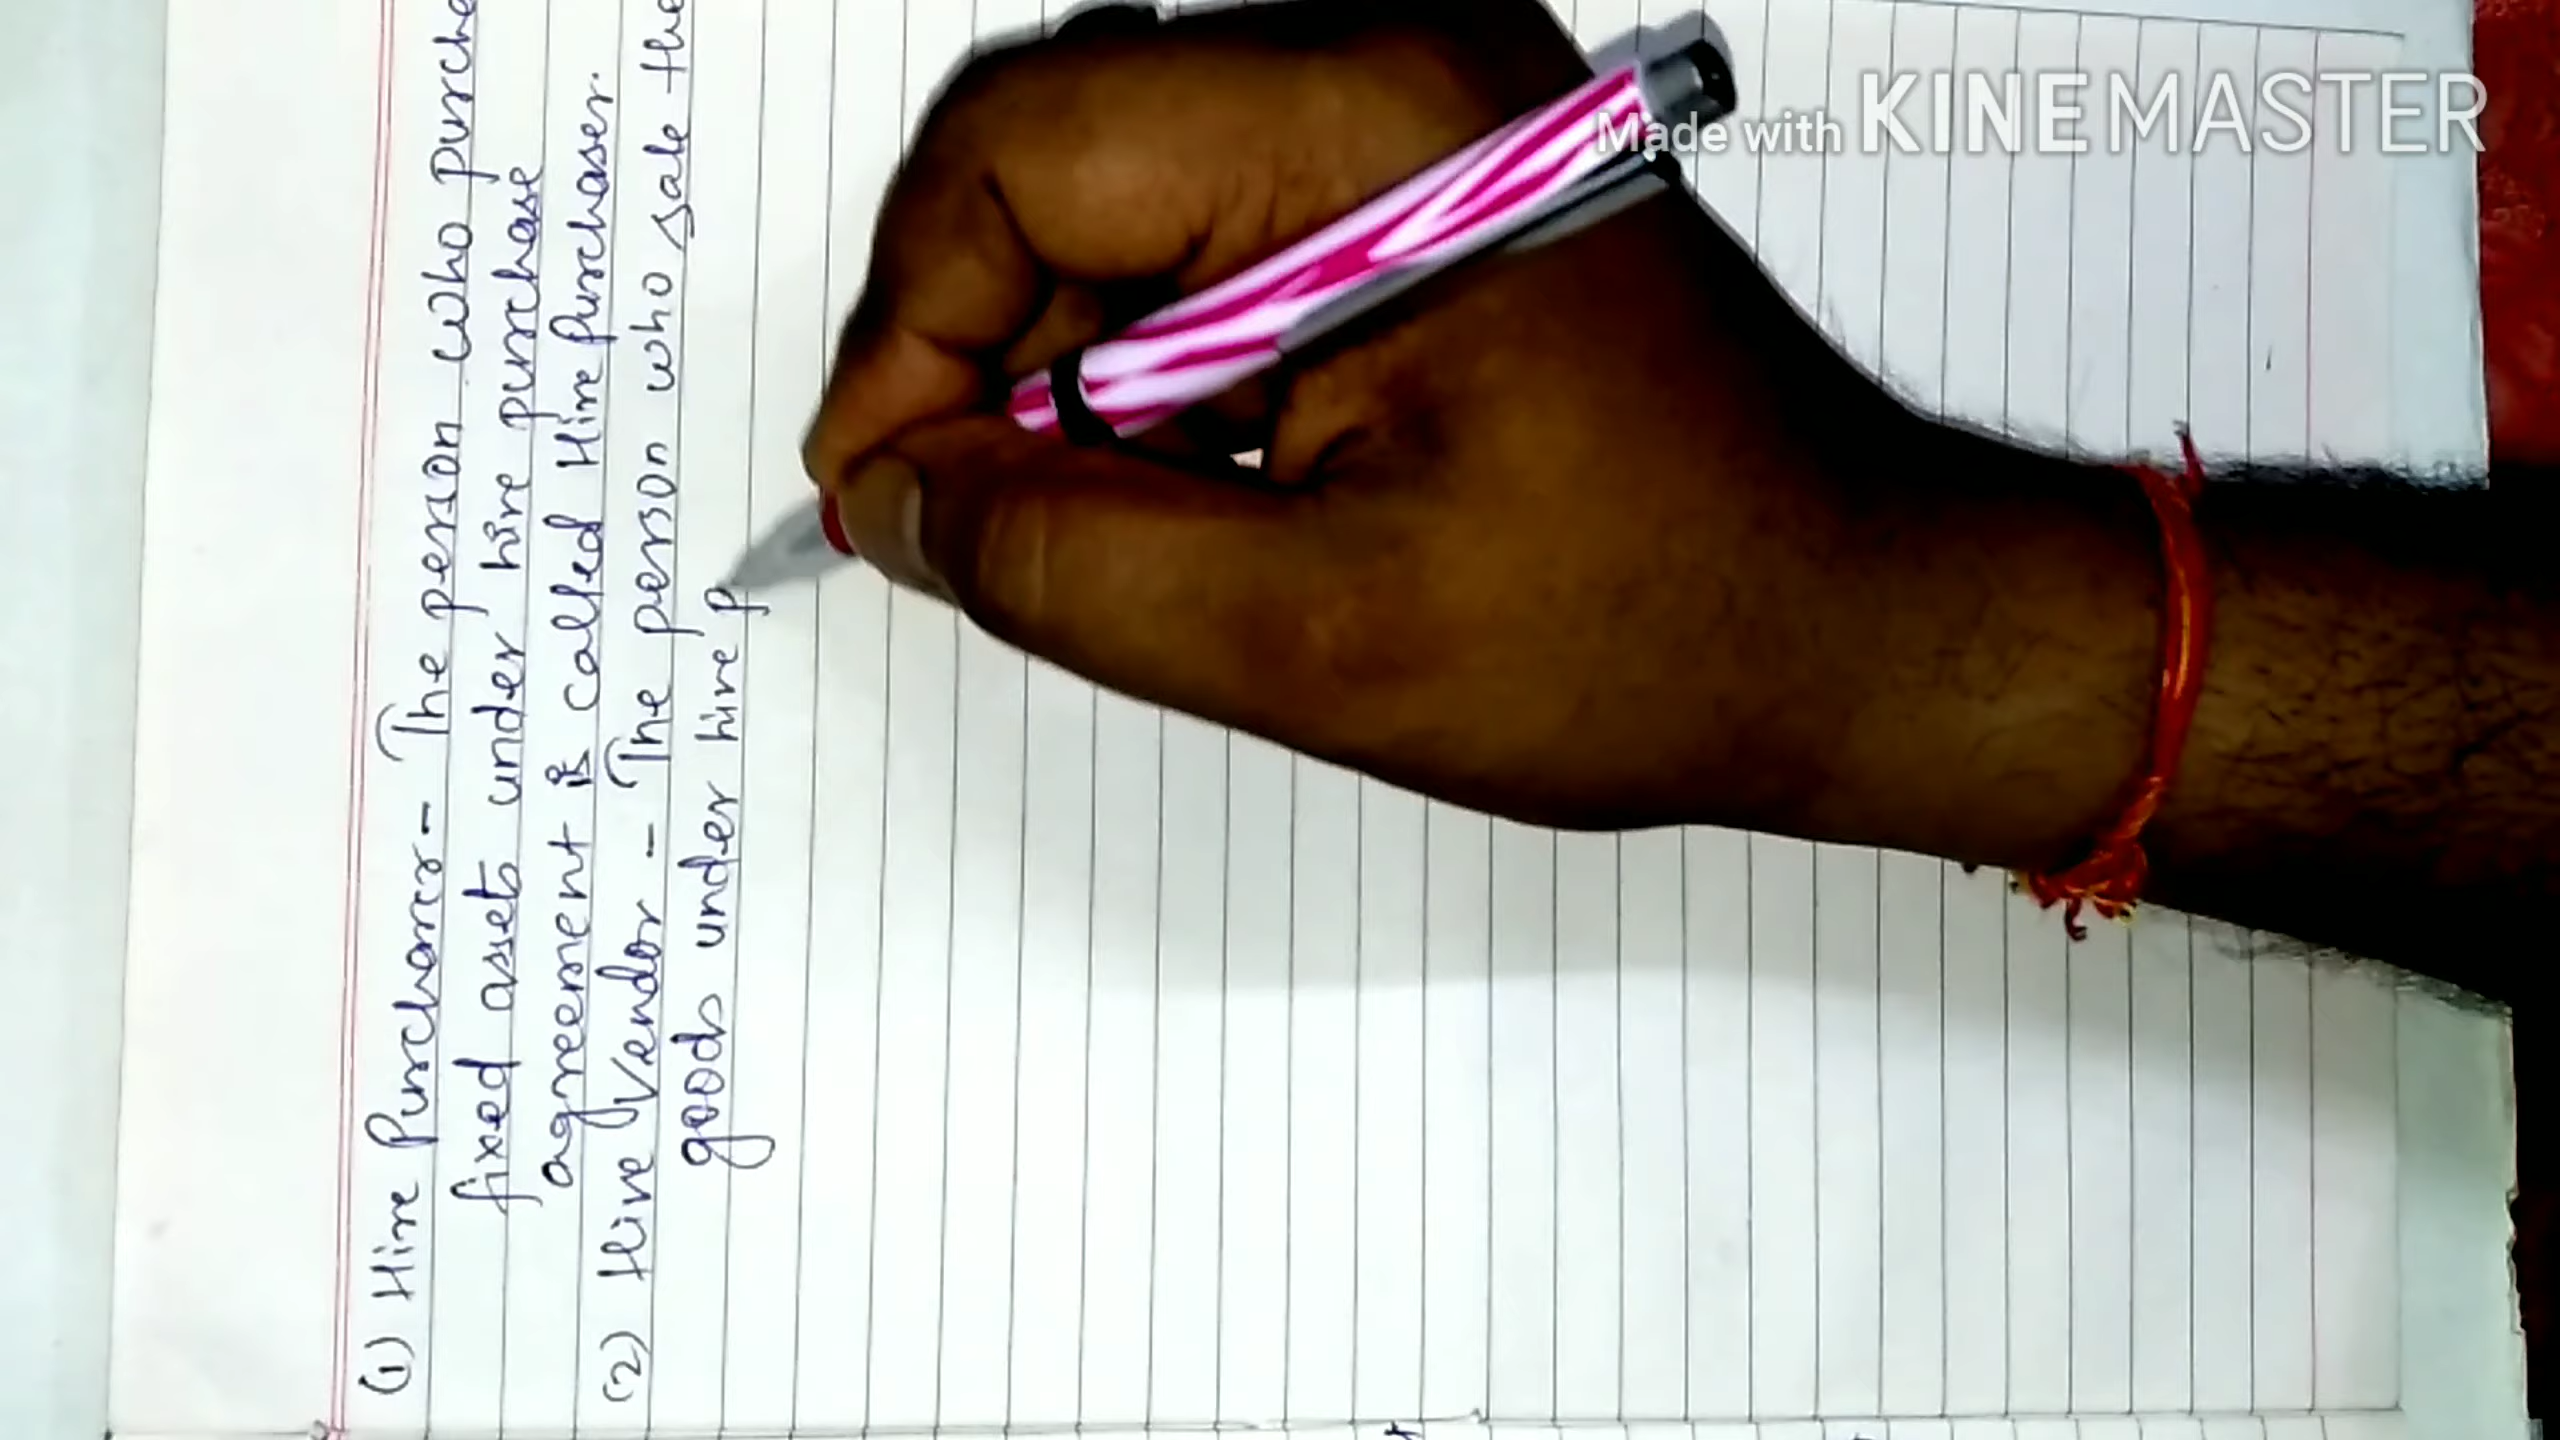 (1) Hire Purchaser - The person who purcha
fixed assets under hire purchase
agreement is called Hire Purchaser.
(2) Hire Vendor - The person who sale the
goods under hire p
Made with KINEMASTER